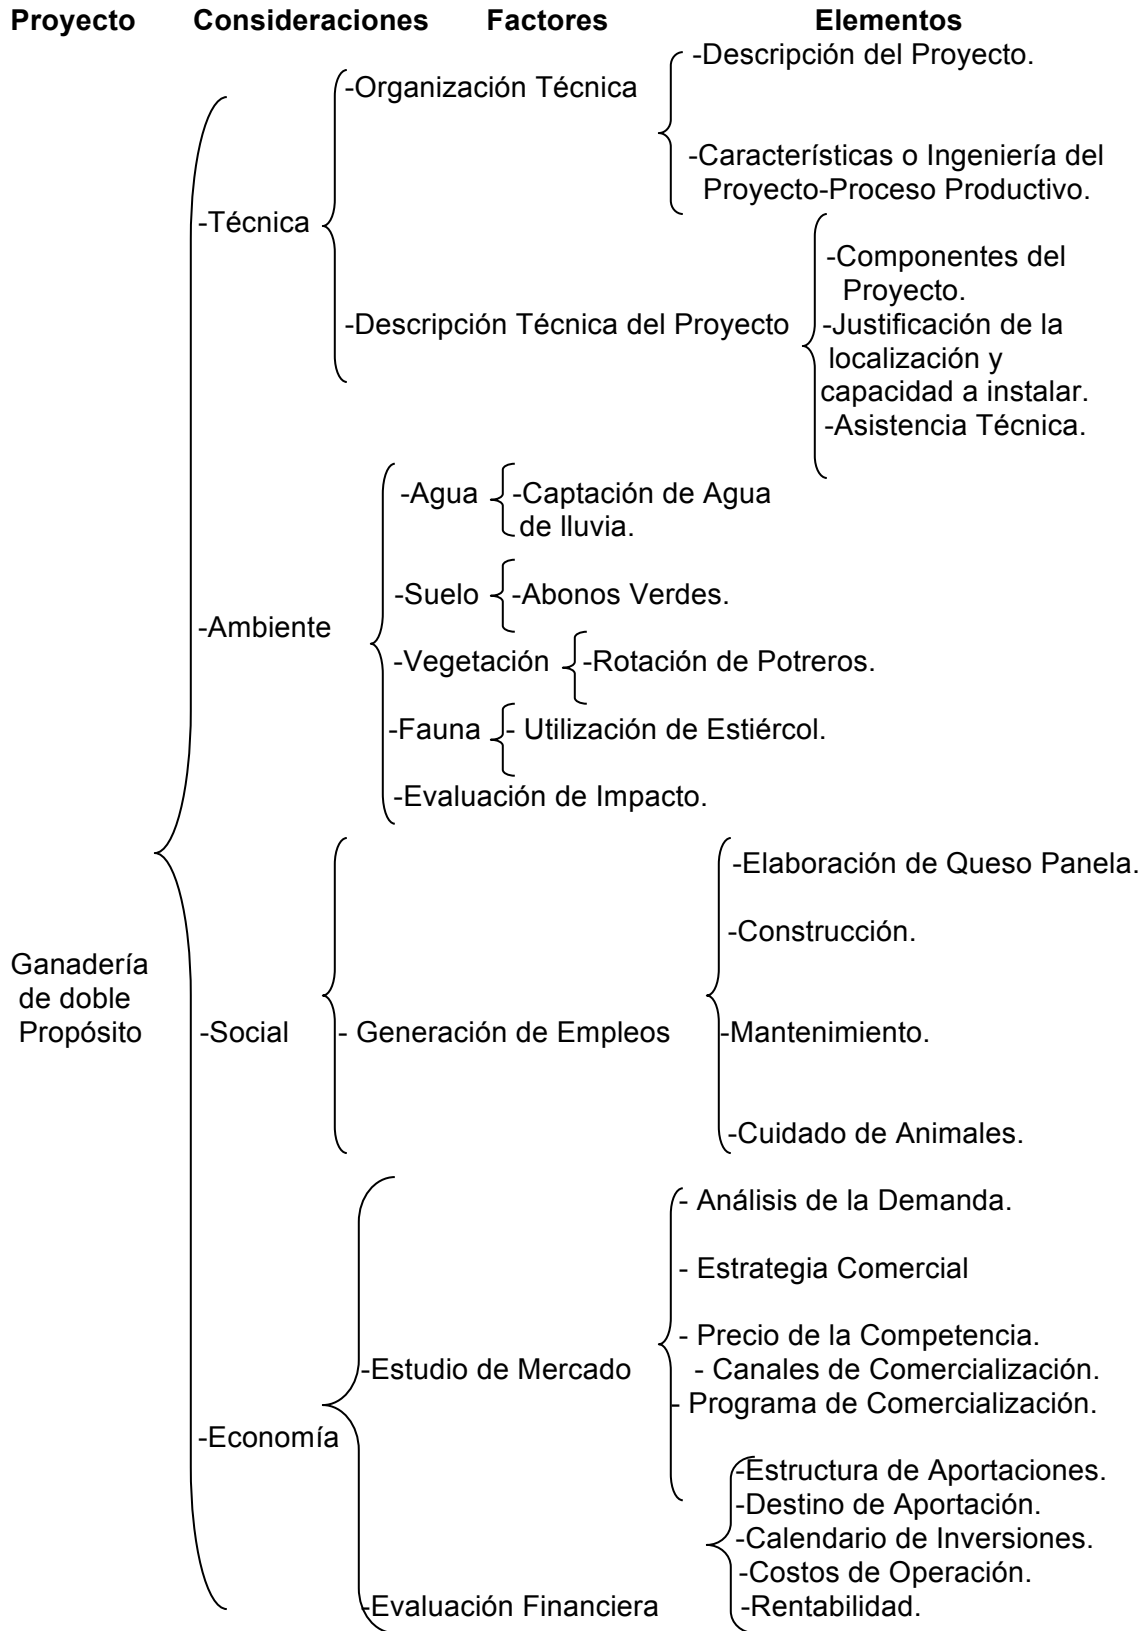 Proyecto Consideraciones Factores Elementos
-Organización Técnica
-Descripción del Proyecto.
-Características o Ingeniería del
Proyecto-Proceso Productivo.
-Técnica
-Descripción Técnica del Proyecto
-Componentes del
Proyecto.
-Justificación de la
localización y
capacidad a instalar.
-Asistencia Técnica.
-Ambiente
-Agua
-Captación de Agua
de lluvia.
-Suelo
-Abonos Verdes.
-Vegetación
-Rotación de Potreros.
-Fauna
- Utilización de Estiércol.
-Evaluación de Impacto.
Ganadería
de doble
Propósito
-Social
- Generación de Empleos
-Elaboración de Queso Panela.
-Construcción.
-Mantenimiento.
-Cuidado de Animales.
-Economía
-Estudio de Mercado
- Análisis de la Demanda.
- Estrategia Comercial
- Precio de la Competencia.
- Canales de Comercialización.
- Programa de Comercialización.
-Evaluación Financiera
-Estructura de Aportaciones.
-Destino de Aportación.
-Calendario de Inversiones.
-Costos de Operación.
-Rentabilidad.